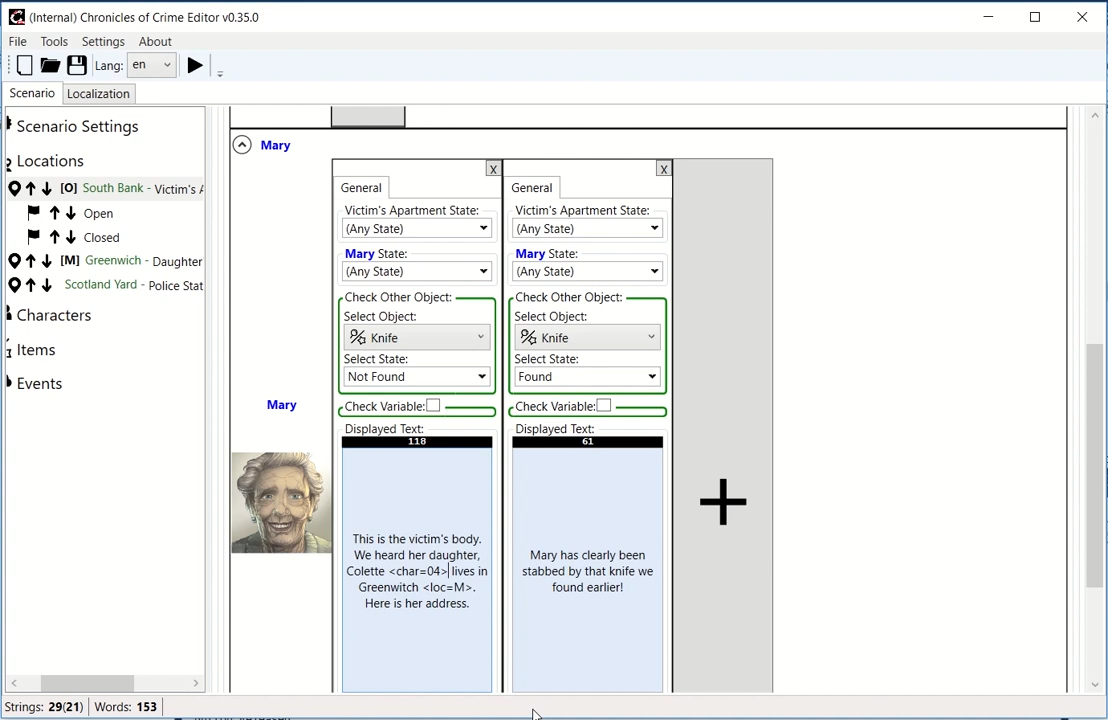 (Internal) Chronicles of Crime Editor v0.35.0
File Tools Settings About
Lang: en
Scenario Localization
Scenario Settings
Locations
[O] South Bank - Victim's A
Open
Closed
[M] Greenwich - Daughter
Scotland Yard - Police Stat
Characters
Items
Events
Mary
X X
General General
Victim's Apartment State: Victim's Apartment State:
(Any State) (Any State)
Mary State: Mary State:
(Any State) (Any State)
Check Other Object: Check Other Object:
Select Object: Select Object:
Knife Knife
Select State: Select State:
Not Found Found
Mary
Check Variable: Check Variable:
Displayed Text: Displayed Text:
118 61
This is the victim's body.
We heard her daughter,
Colette <char=04> lives in
Greenwitch <loc=M>.
Here is her address.
Mary has clearly been
stabbed by that knife we
found earlier!
Strings: 29(21) Words: 153